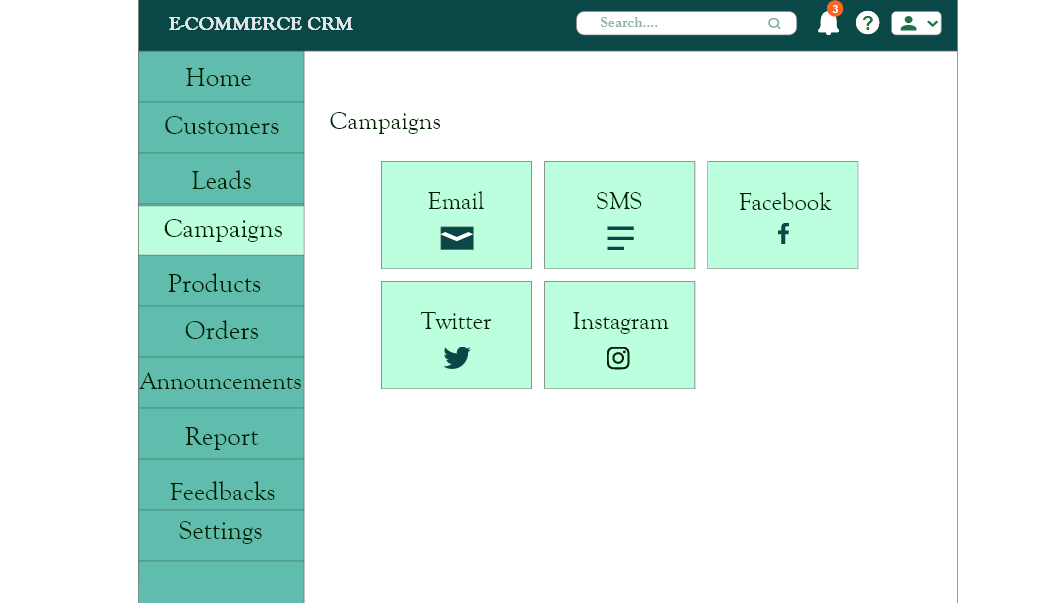 E-COMMERCE CRM
Search....
3
?
Home
Customers
Leads
Campaigns
Products
Orders
Announcements
Report
Feedbacks
Settings
Campaigns
Email
SMS
Facebook
Twitter
Instagram